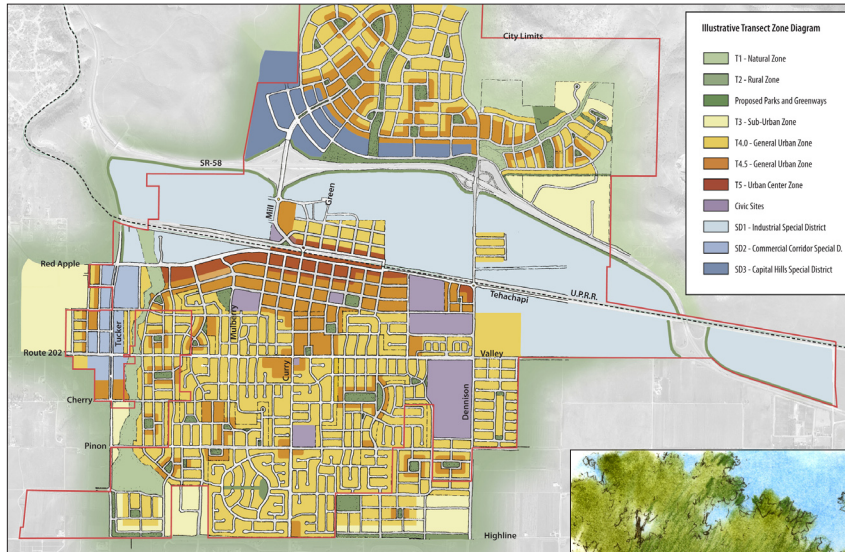 Illustrative Transect Zone Diagram
T1 - Natural Zone
T2 - Rural Zone
Proposed Parks and Greenways
T3 - Sub-Urban Zone
T4.0 - General Urban Zone
T4.5 - General Urban Zone
T5 - Urban Center Zone
Civic Sites
SD1 - Industrial Special District
SD2 - Commercial Corridor Special D.
SD3 - Capital Hills Special District
City Limits
SR-58
Mill
Green
Red Apple
Tehachapi
U.P.R.R.
Tucker
Mulberry
Route 202
Curry
Valley
Cherry
Dennison
Pinon
Highline